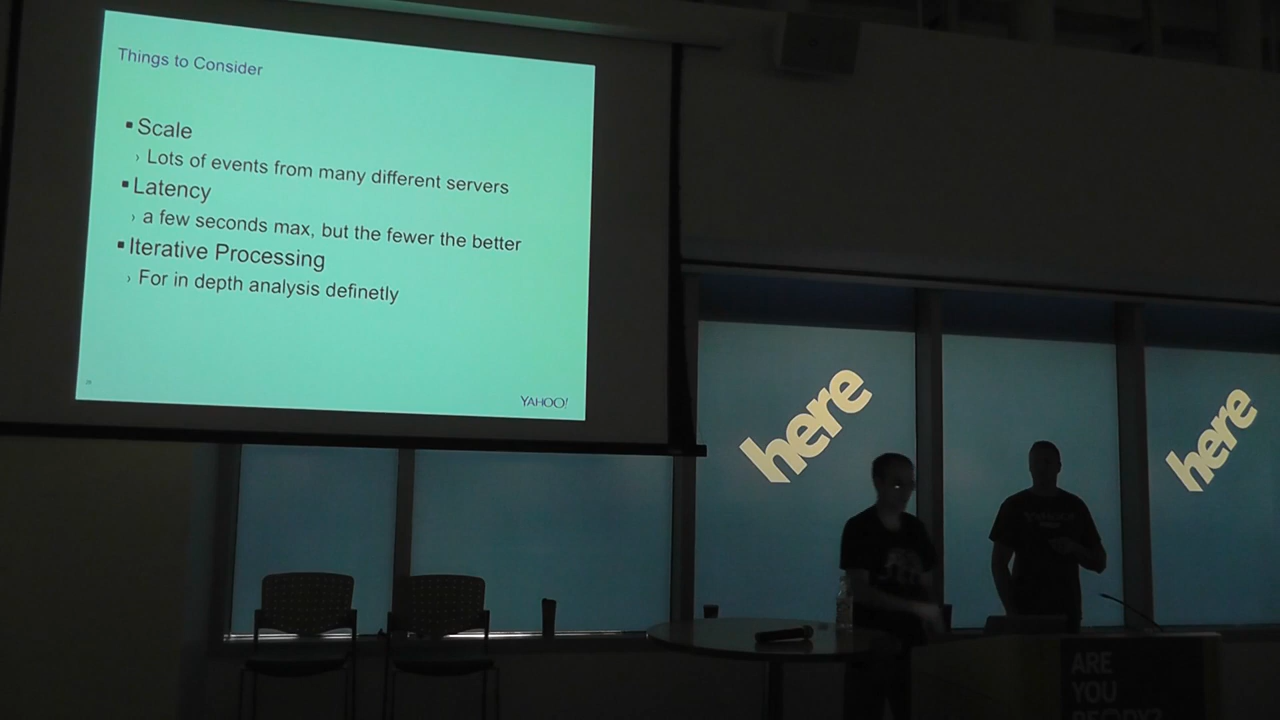 Things to Consider
▪ Scale
› Lots of events from many different servers
▪ Latency
› a few seconds max, but the fewer the better
▪ Iterative Processing
› For in depth analysis definetly
YAHOO!
here
here
ARE
YOU